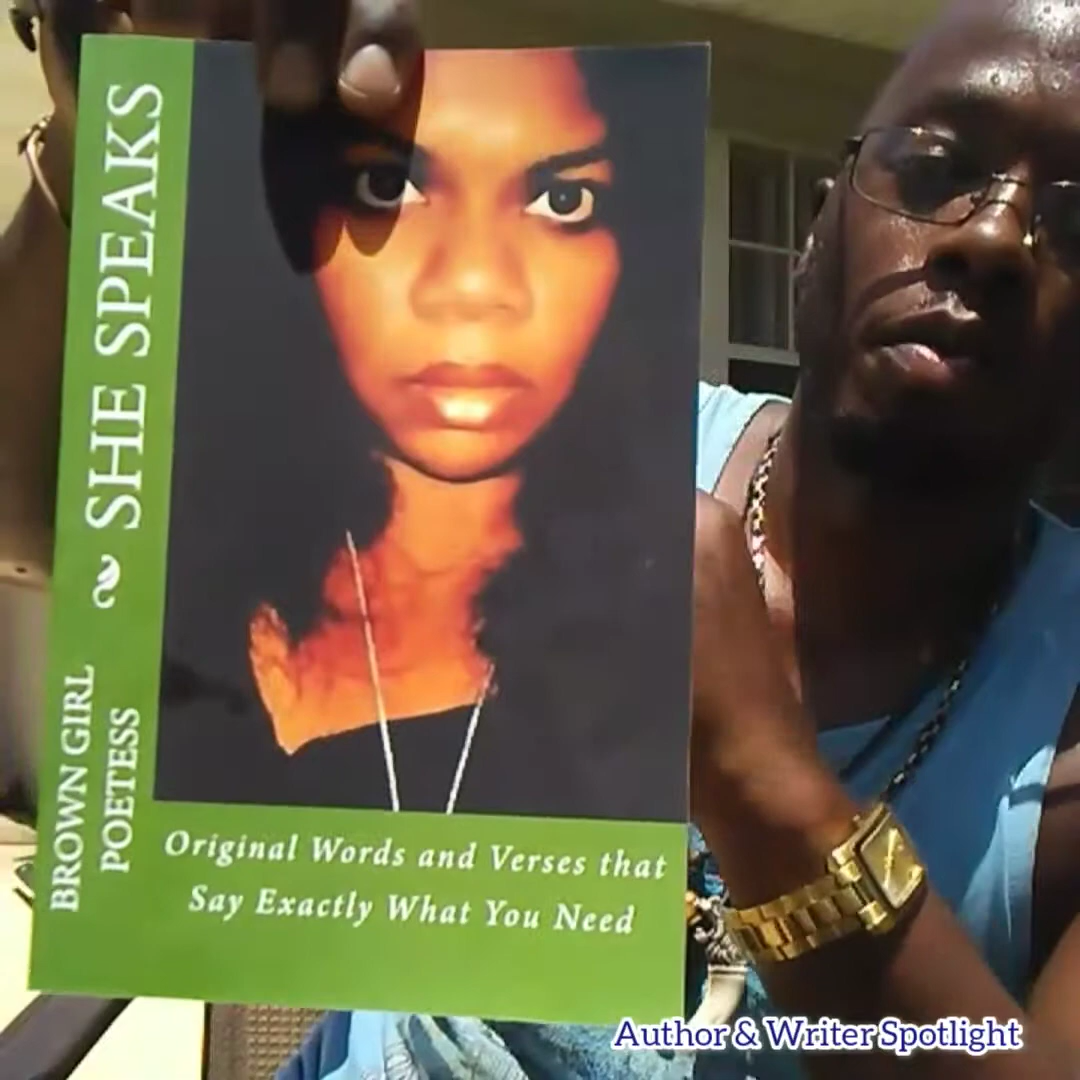 SHE SPEAKS
BROWN GIRL
POETESS
Original Words and Verses that
Say Exactly What You Need
Author & Writer Spotlight